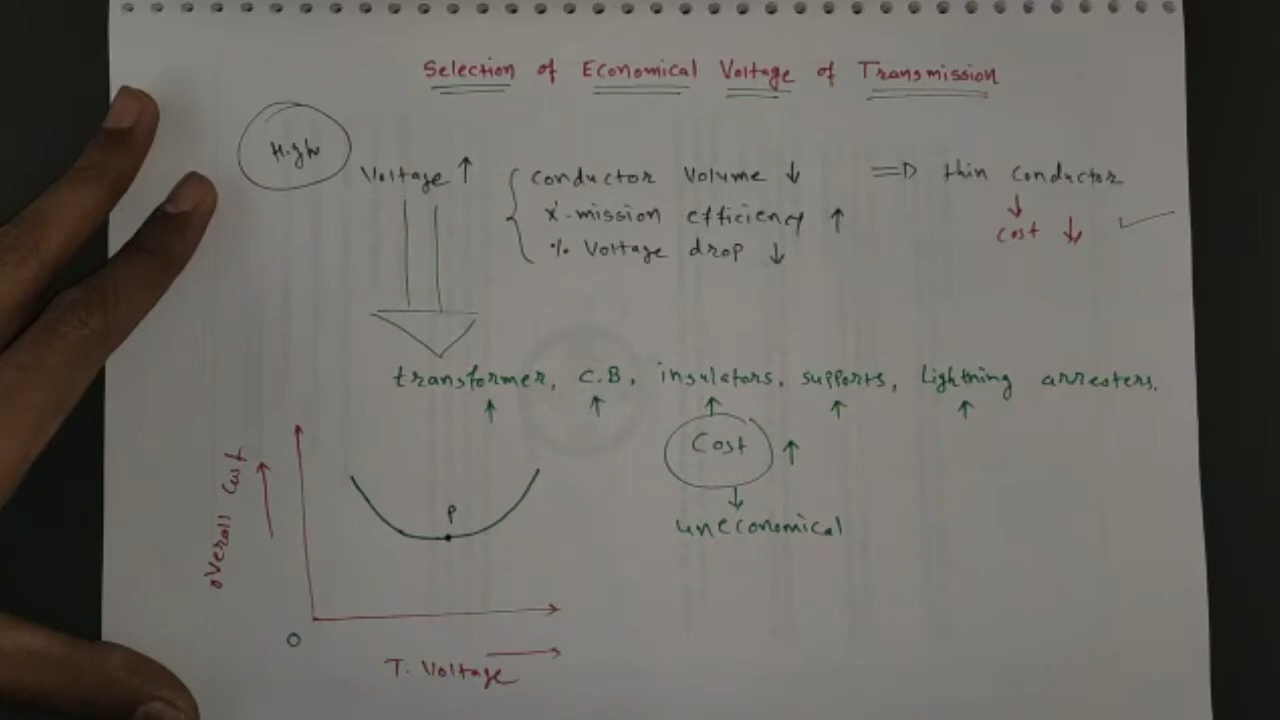 Selection of Economical Voltage of Transmission
High
Voltage ↑
Conductor Volume ↓ => thin conductor
x'-mission efficiency ↑
↓
cost ↓
% Voltage drop ↓
transformer, C.B, insulators, supports, Lightning arresters.
↑ ↑ ↑ ↑ ↑
Cost ↑
↓
uneconomical
overall cost
P
O
T. Voltage